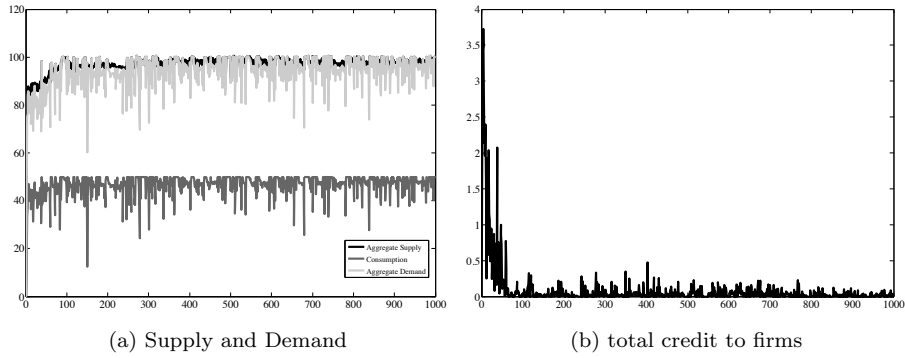 120
100
80
60
40
20
0
0 100 200 300 400 500 600 700 800 900 1000
Aggregate Supply
Consumption
Aggregate Demand
(a) Supply and Demand
4
3.5
3
2.5
2
1.5
1
0.5
0
0 100 200 300 400 500 600 700 800 900 1000
(b) total credit to firms